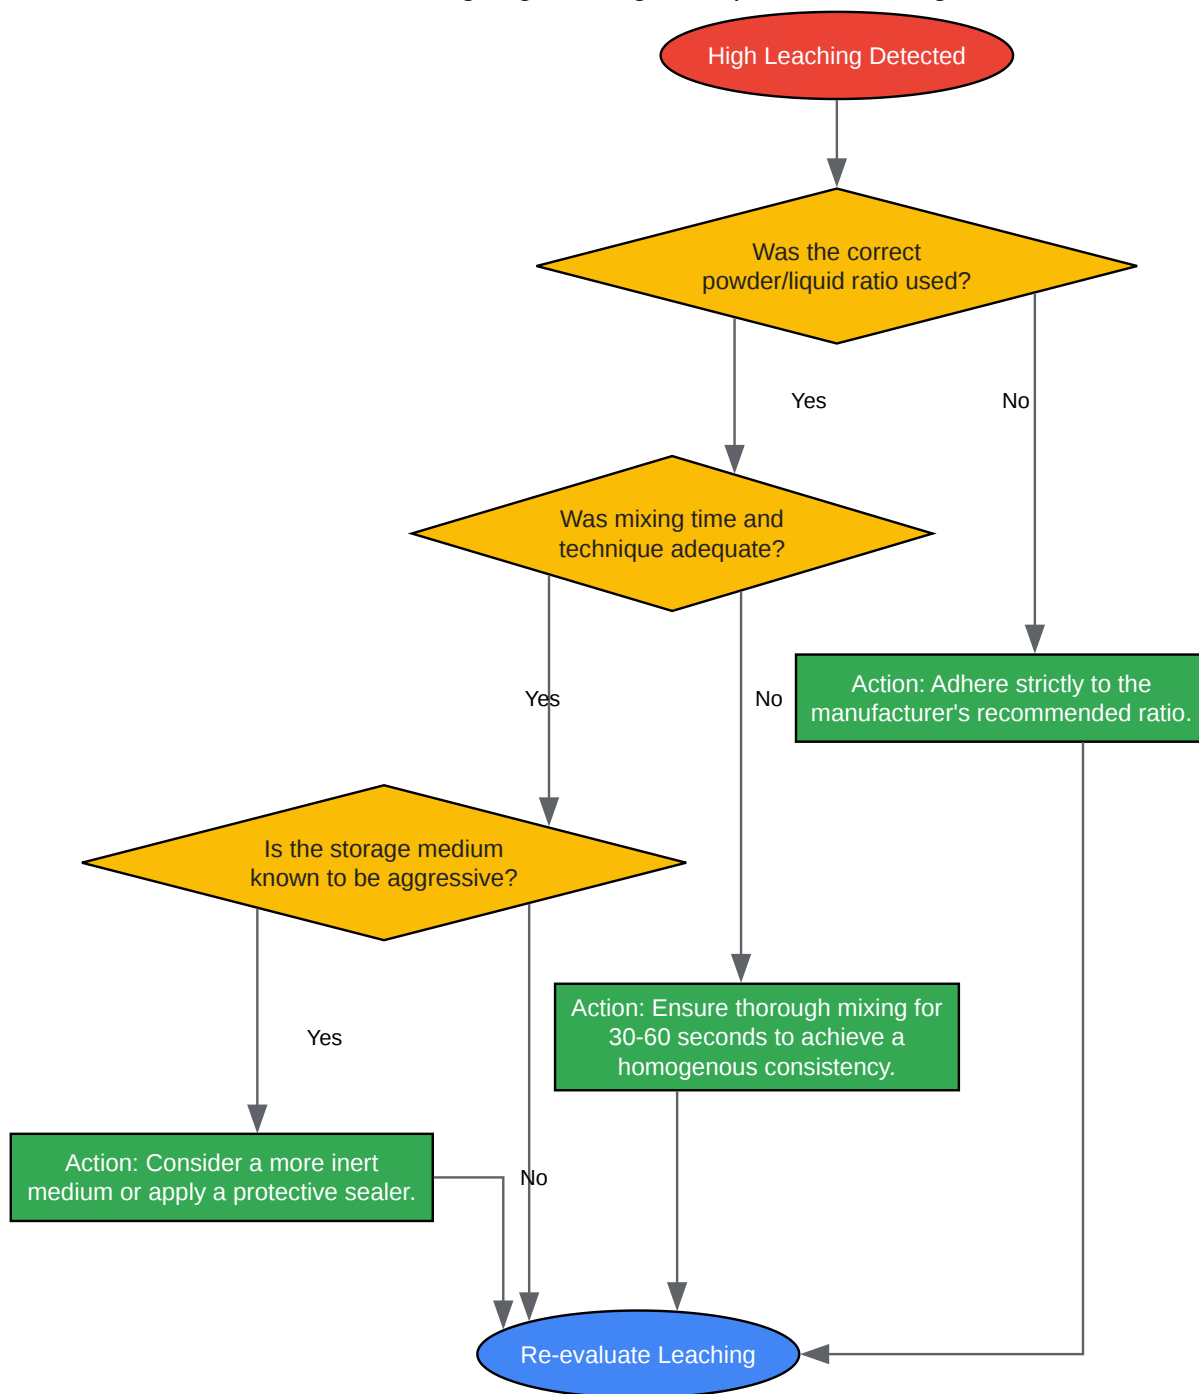 High Leaching Detected
Was the correct
powder/liquid ratio used?
Yes
No
Was mixing time and
technique adequate?
Yes
No
Action: Adhere strictly to the
manufacturer's recommended ratio.
Is the storage medium
known to be aggressive?
Yes
No
Action: Ensure thorough mixing for
30-60 seconds to achieve a
homogenous consistency.
Action: Consider a more inert
medium or apply a protective sealer.
Re-evaluate Leaching